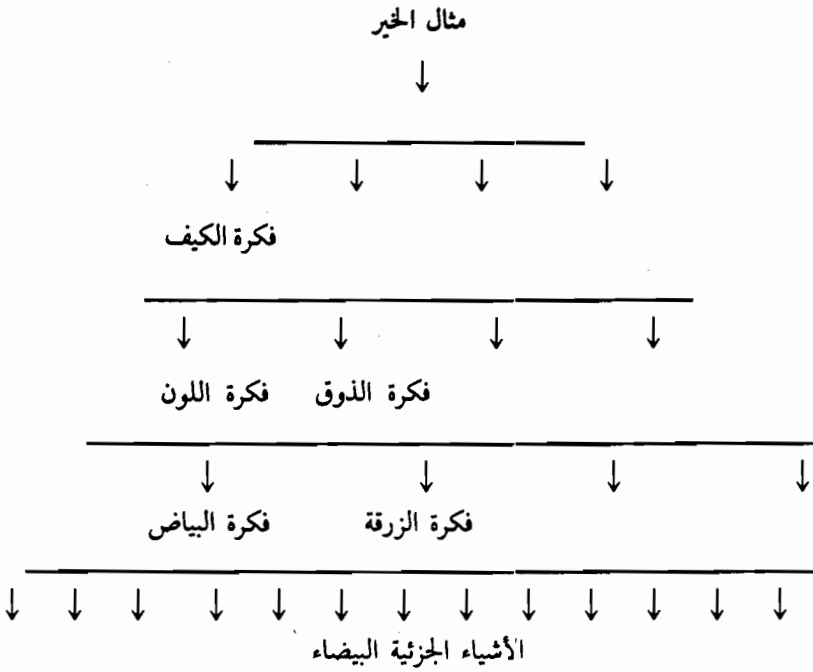 مثال الخير
فكرة الكيف
فكرة الذوق فكرة اللون
فكرة الزرقة فكرة البياض
الأشياء الجزئية البيضاء